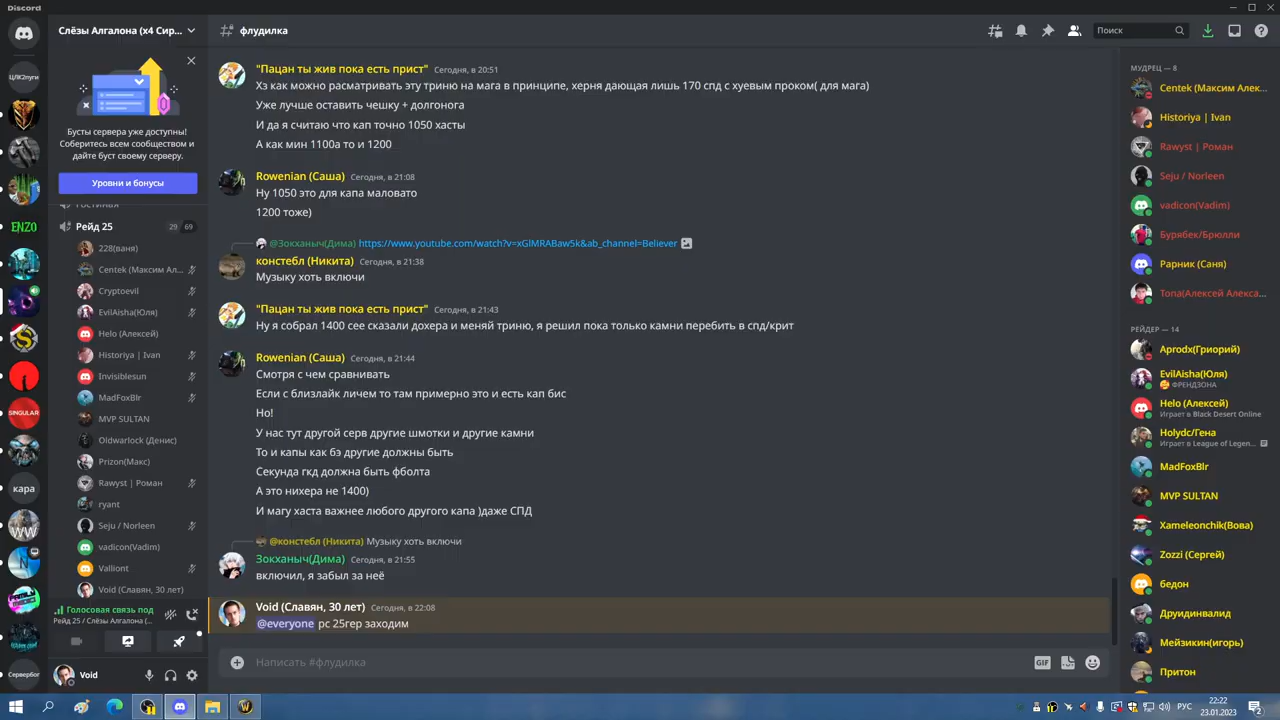 Discord
Слёзы Алгалона (x4 Сир...
флудилка
Поиск
ЦЛК2пуги
ENZO
SINGULAR
кара
WW
Сервербог
Бусты сервера уже доступны!
Соберитесь всем сообществом и
дайте буст своему серверу.
Уровни и бонусы
Гостиная
Рейд 25
29 69
228(ваня)
Centek (Максим Ал...
Cryptoevil
EvilAisha(Юля)
Helo (Алексей)
Historiya | Ivan
Invisiblesun
MadFoxBlr
MVP SULTAN
Oldwarlock (Денис)
Prizon(Макс)
Rawyst | Роман
ryant
Seju / Norleen
vadicon(Vadim)
Valliont
Void (Славян, 30 лет)
Голосовая связь под
Рейд 25 / Слёзы Алгалона (...
Void
"Пацан ты жив пока есть прист" Сегодня, в 20:51
Хз как можно расматривать эту триню на мага в принципе, херня дающая лишь 170 спд с хуевым проком( для мага)
Уже лучше оставить чешку + долгонога
И да я считаю что кап точно 1050 хасты
А как мин 1100а то и 1200
Rowenian (Саша) Сегодня, в 21:08
Ну 1050 это для капа маловато
1200 тоже)
@Зокханыч(Дима) https://www.youtube.com/watch?v=xGlMRABaw5k&ab_channel=Believer
констебл (Никита) Сегодня, в 21:38
Музыку хоть включи
"Пацан ты жив пока есть прист" Сегодня, в 21:43
Ну я собрал 1400 сее сказали дохера и меняй триню, я решил пока только камни перебить в спд/крит
Rowenian (Саша) Сегодня, в 21:44
Смотря с чем сравнивать
Если с близлайк личем то там примерно это и есть кап бис
Но!
У нас тут другой серв другие шмотки и другие камни
То и капы как бэ другие должны быть
Секунда гкд должна быть фболта
А это нихера не 1400)
И магу хаста важнее любого другого капа )даже СПД
@констебл (Никита) Музыку хоть включи
Зокханыч(Дима) Сегодня, в 21:55
включил, я забыл за неё
Void (Славян, 30 лет) Сегодня, в 22:08
@everyone рс 25гер заходим
Написать #флудилка
GIF
МУДРЕЦ — 8
Centek (Максим Алек...
Historiya | Ivan
Rawyst | Роман
Seju / Norleen
vadicon(Vadim)
Бурябек/Брюлли
Рарник (Саня)
Топа(Алексей Алекса...
РЕЙДЕР — 14
Aprodx(Гриорий)
EvilAisha(Юля)
ФРЕНДЗОНА
Helo (Алексей)
Играет в Black Desert Online
Holydc/Гена
Играет в League of Legen...
MadFoxBlr
MVP SULTAN
Xameleonchik(Вова)
Zozzi (Сергей)
бедон
Друидинвалид
Мейзикин(игорь)
Притон
РУС
22:22
23.01.2023
2